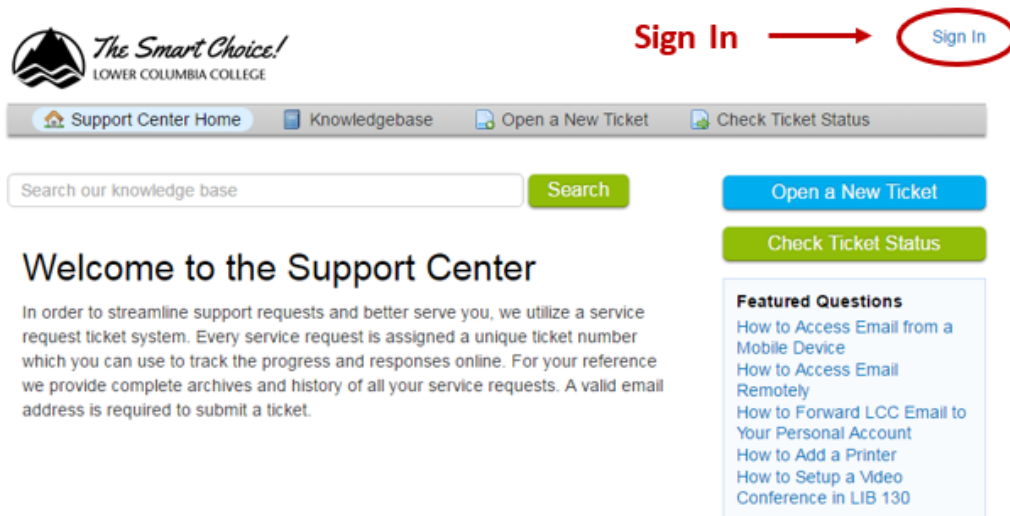 The Smart Choice!
LOWER COLUMBIA COLLEGE
Sign In
Sign In
Support Center Home Knowledgebase Open a New Ticket Check Ticket Status
Search our knowledge base Search
Open a New Ticket
Check Ticket Status
Welcome to the Support Center
In order to streamline support requests and better serve you, we utilize a service
request ticket system. Every service request is assigned a unique ticket number
which you can use to track the progress and responses online. For your reference
we provide complete archives and history of all your service requests. A valid email
address is required to submit a ticket.
Featured Questions
How to Access Email from a
Mobile Device
How to Access Email
Remotely
How to Forward LCC Email to
Your Personal Account
How to Add a Printer
How to Setup a Video
Conference in LIB 130